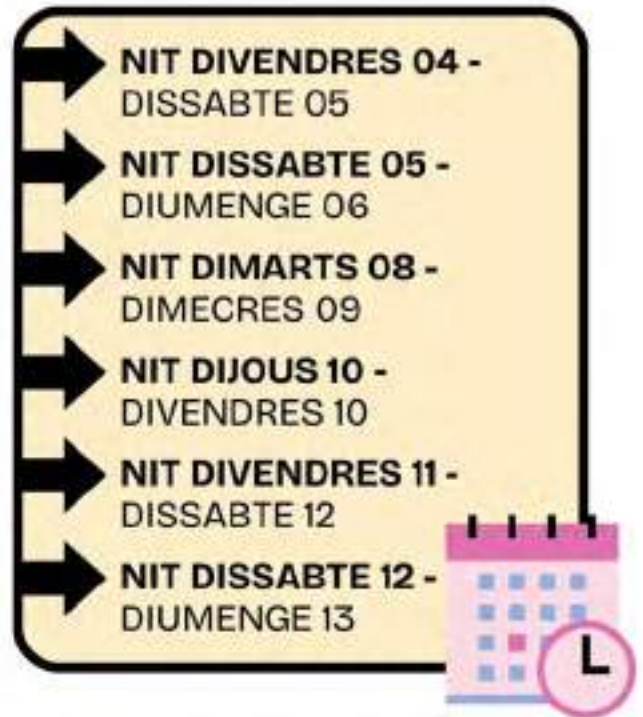 NIT DIVENDRES 04 -
DISSABTE 05
NIT DISSABTE 05 -
DIUMENGE 06
NIT DIMARTS 08 -
DIMECRES 09
NIT DIJOUS 10 -
DIVENDRES 10
NIT DIVENDRES 11 -
DISSABTE 12
NIT DISSABTE 12 -
DIUMENGE 13